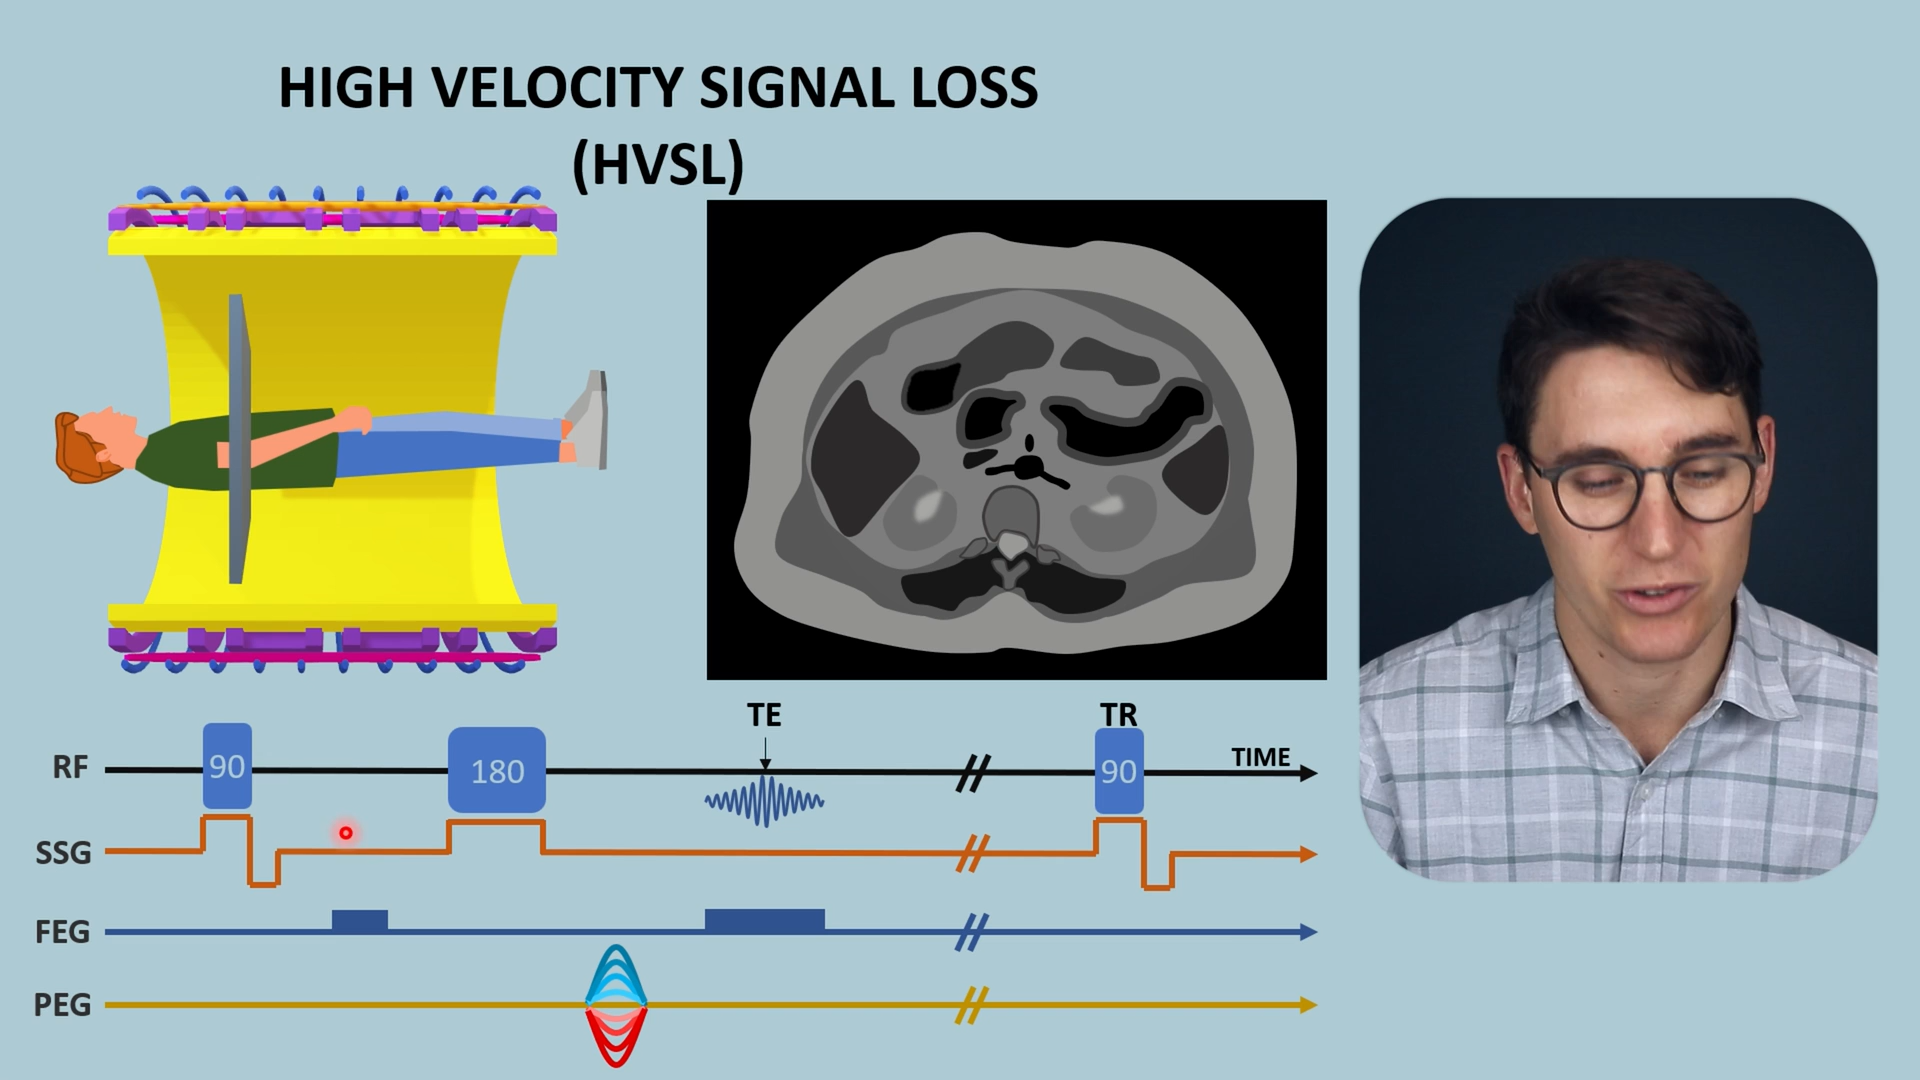 HIGH VELOCITY SIGNAL LOSS
(HVSL)
TE
TR
RF
90
180
90
TIME
SSG
FEG
PEG